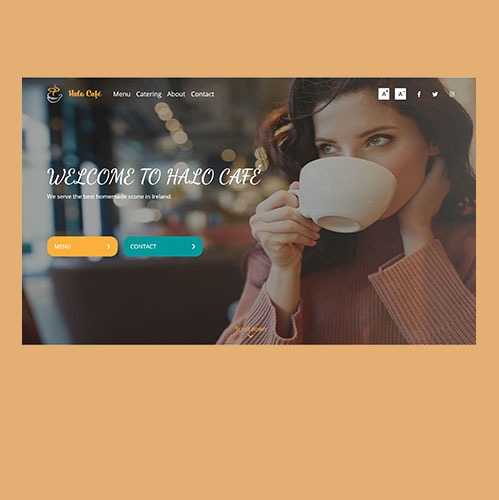 Halo Café Menu Catering About Contact A+ A-
WELCOME TO HALO CAFÉ
We serve the best homemade scone in Ireland.
MENU CONTACT
Scroll down